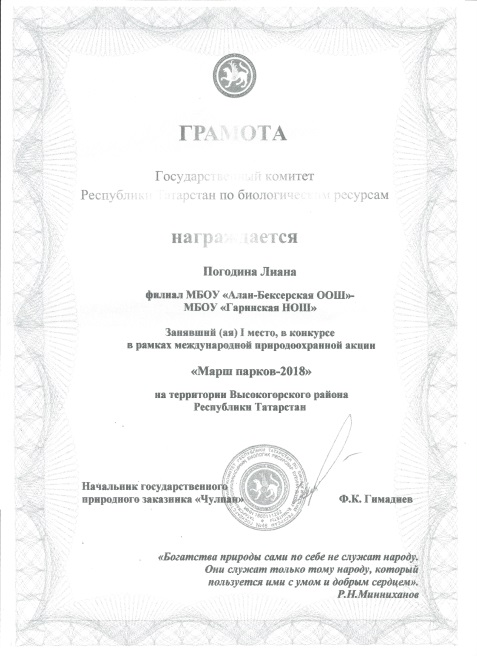 ГРАМОТА
Государственный комитет
Республики Татарстан по биологическим ресурсам
награждается
Погодина Лиана
филиал МБОУ «Алан-Бексерская ООШ»-
МБОУ «Гаринская НОШ»
Занявший (ая) I место, в конкурсе
в рамках международной природоохранной акции
«Марш парков-2018»
на территории Высокогорского района
Республики Татарстан
Начальник государственного
природного заказника «Чулпан» Ф.К. Гимадиев
«Богатства природы сами по себе не служат народу.
Они служат только тому народу, который
пользуется ими с умом и добрым сердцем».
Р.Н.Минниханов